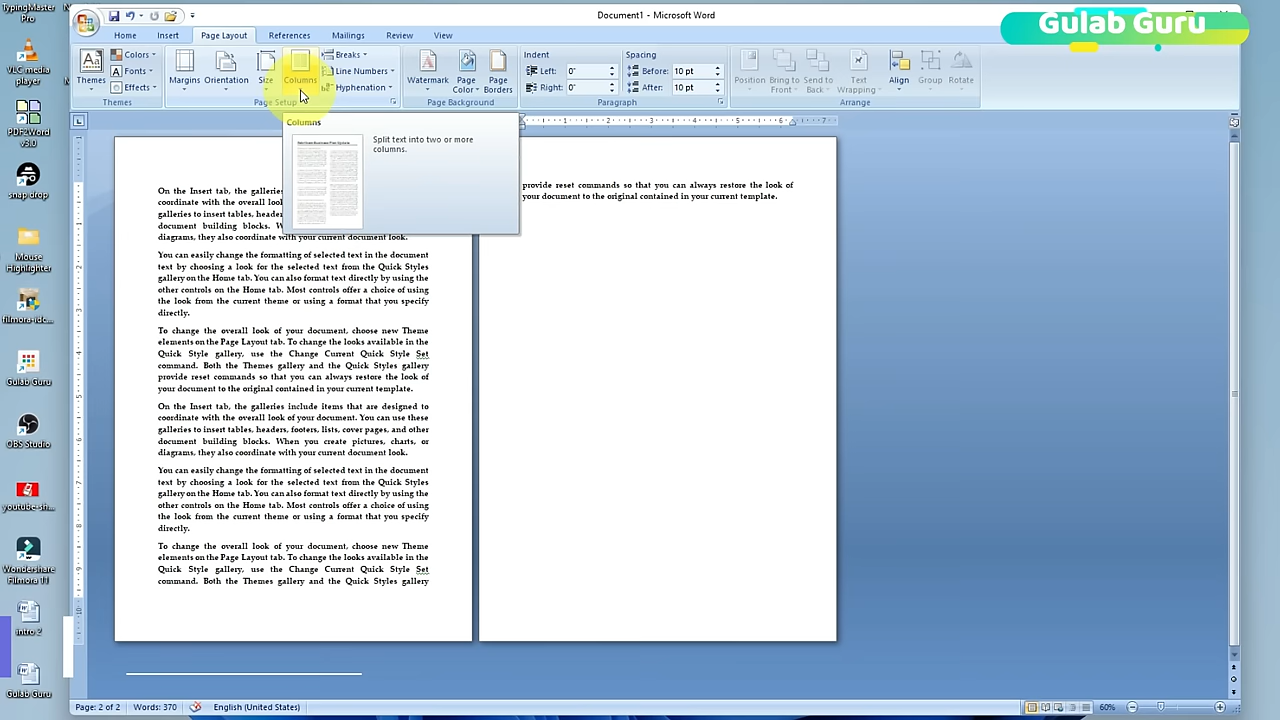 Document1 - Microsoft Word
Gulab Guru
Home
Insert
Page Layout
References
Mailings
Review
View
Themes
Colors
Fonts
Effects
Themes
Margins
Orientation
Size
Columns
Breaks
Line Numbers
Hyphenation
Page Setup
Watermark
Page
Color
Page
Borders
Page Background
Indent
Left: 0"
Right: 0"
Spacing
Before: 10 pt
After: 10 pt
Paragraph
Position
Bring to
Front
Send to
Back
Text
Wrapping
Align
Group
Rotate
Arrange
Columns
Split text into two or more
columns.
On the Insert tab, the galleries
coordinate with the overall look
galleries to insert tables, header
document building blocks. W
diagrams, they also coordinate with your current document look.
You can easily change the formatting of selected text in the document
text by choosing a look for the selected text from the Quick Styles
gallery on the Home tab. You can also format text directly by using the
other controls on the Home tab. Most controls offer a choice of using
the look from the current theme or using a format that you specify
directly.
To change the overall look of your document, choose new Theme
elements on the Page Layout tab. To change the looks available in the
Quick Style gallery, use the Change Current Quick Style Set
command. Both the Themes gallery and the Quick Styles gallery
provide reset commands so that you can always restore the look of
your document to the original contained in your current template.
On the Insert tab, the galleries include items that are designed to
coordinate with the overall look of your document. You can use these
galleries to insert tables, headers, footers, lists, cover pages, and other
document building blocks. When you create pictures, charts, or
diagrams, they also coordinate with your current document look.
You can easily change the formatting of selected text in the document
text by choosing a look for the selected text from the Quick Styles
gallery on the Home tab. You can also format text directly by using the
other controls on the Home tab. Most controls offer a choice of using
the look from the current theme or using a format that you specify
directly.
To change the overall look of your document, choose new Theme
elements on the Page Layout tab. To change the looks available in the
Quick Style gallery, use the Change Current Quick Style Set
command. Both the Themes gallery and the Quick Styles gallery
provide reset commands so that you can always restore the look of
your document to the original contained in your current template.
TypingMaster
Pro
VLC media
player
PDF2Word
v3.0
snap drop
Mouse
Highlighter
filmora-idc...
Gulab Guru
OBS Studio
youtube-sh...
Wondershare
Filmora 11
intro 2
Gulab Guru
Page: 2 of 2
Words: 370
English (United States)
60%